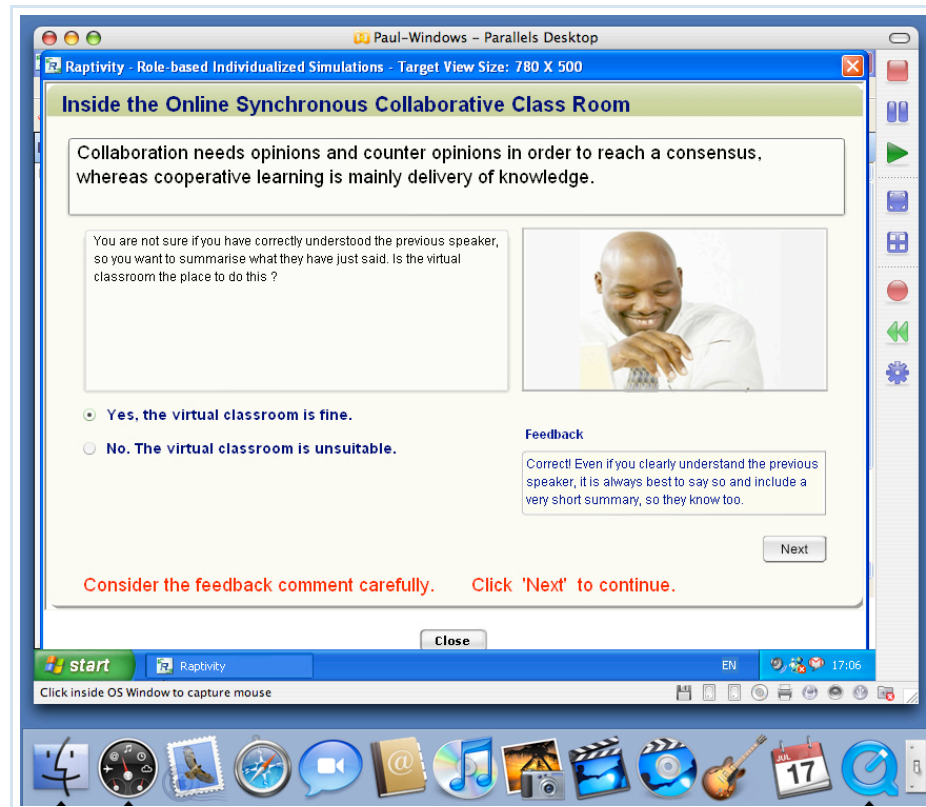 Paul-Windows – Parallels Desktop
Raptivity - Role-based Individualized Simulations - Target View Size: 780 X 500
Inside the Online Synchronous Collaborative Class Room
Collaboration needs opinions and counter opinions in order to reach a consensus,
whereas cooperative learning is mainly delivery of knowledge.
You are not sure if you have correctly understood the previous speaker,
so you want to summarise what they have just said. Is the virtual
classroom the place to do this ?
Yes, the virtual classroom is fine.
No. The virtual classroom is unsuitable.
Feedback
Correct! Even if you clearly understand the previous
speaker, it is always best to say so and include a
very short summary, so they know too.
Next
Consider the feedback comment carefully. Click 'Next' to continue.
Close
start
Raptivity
EN
17:06
Click inside OS Window to capture mouse
JUL
17